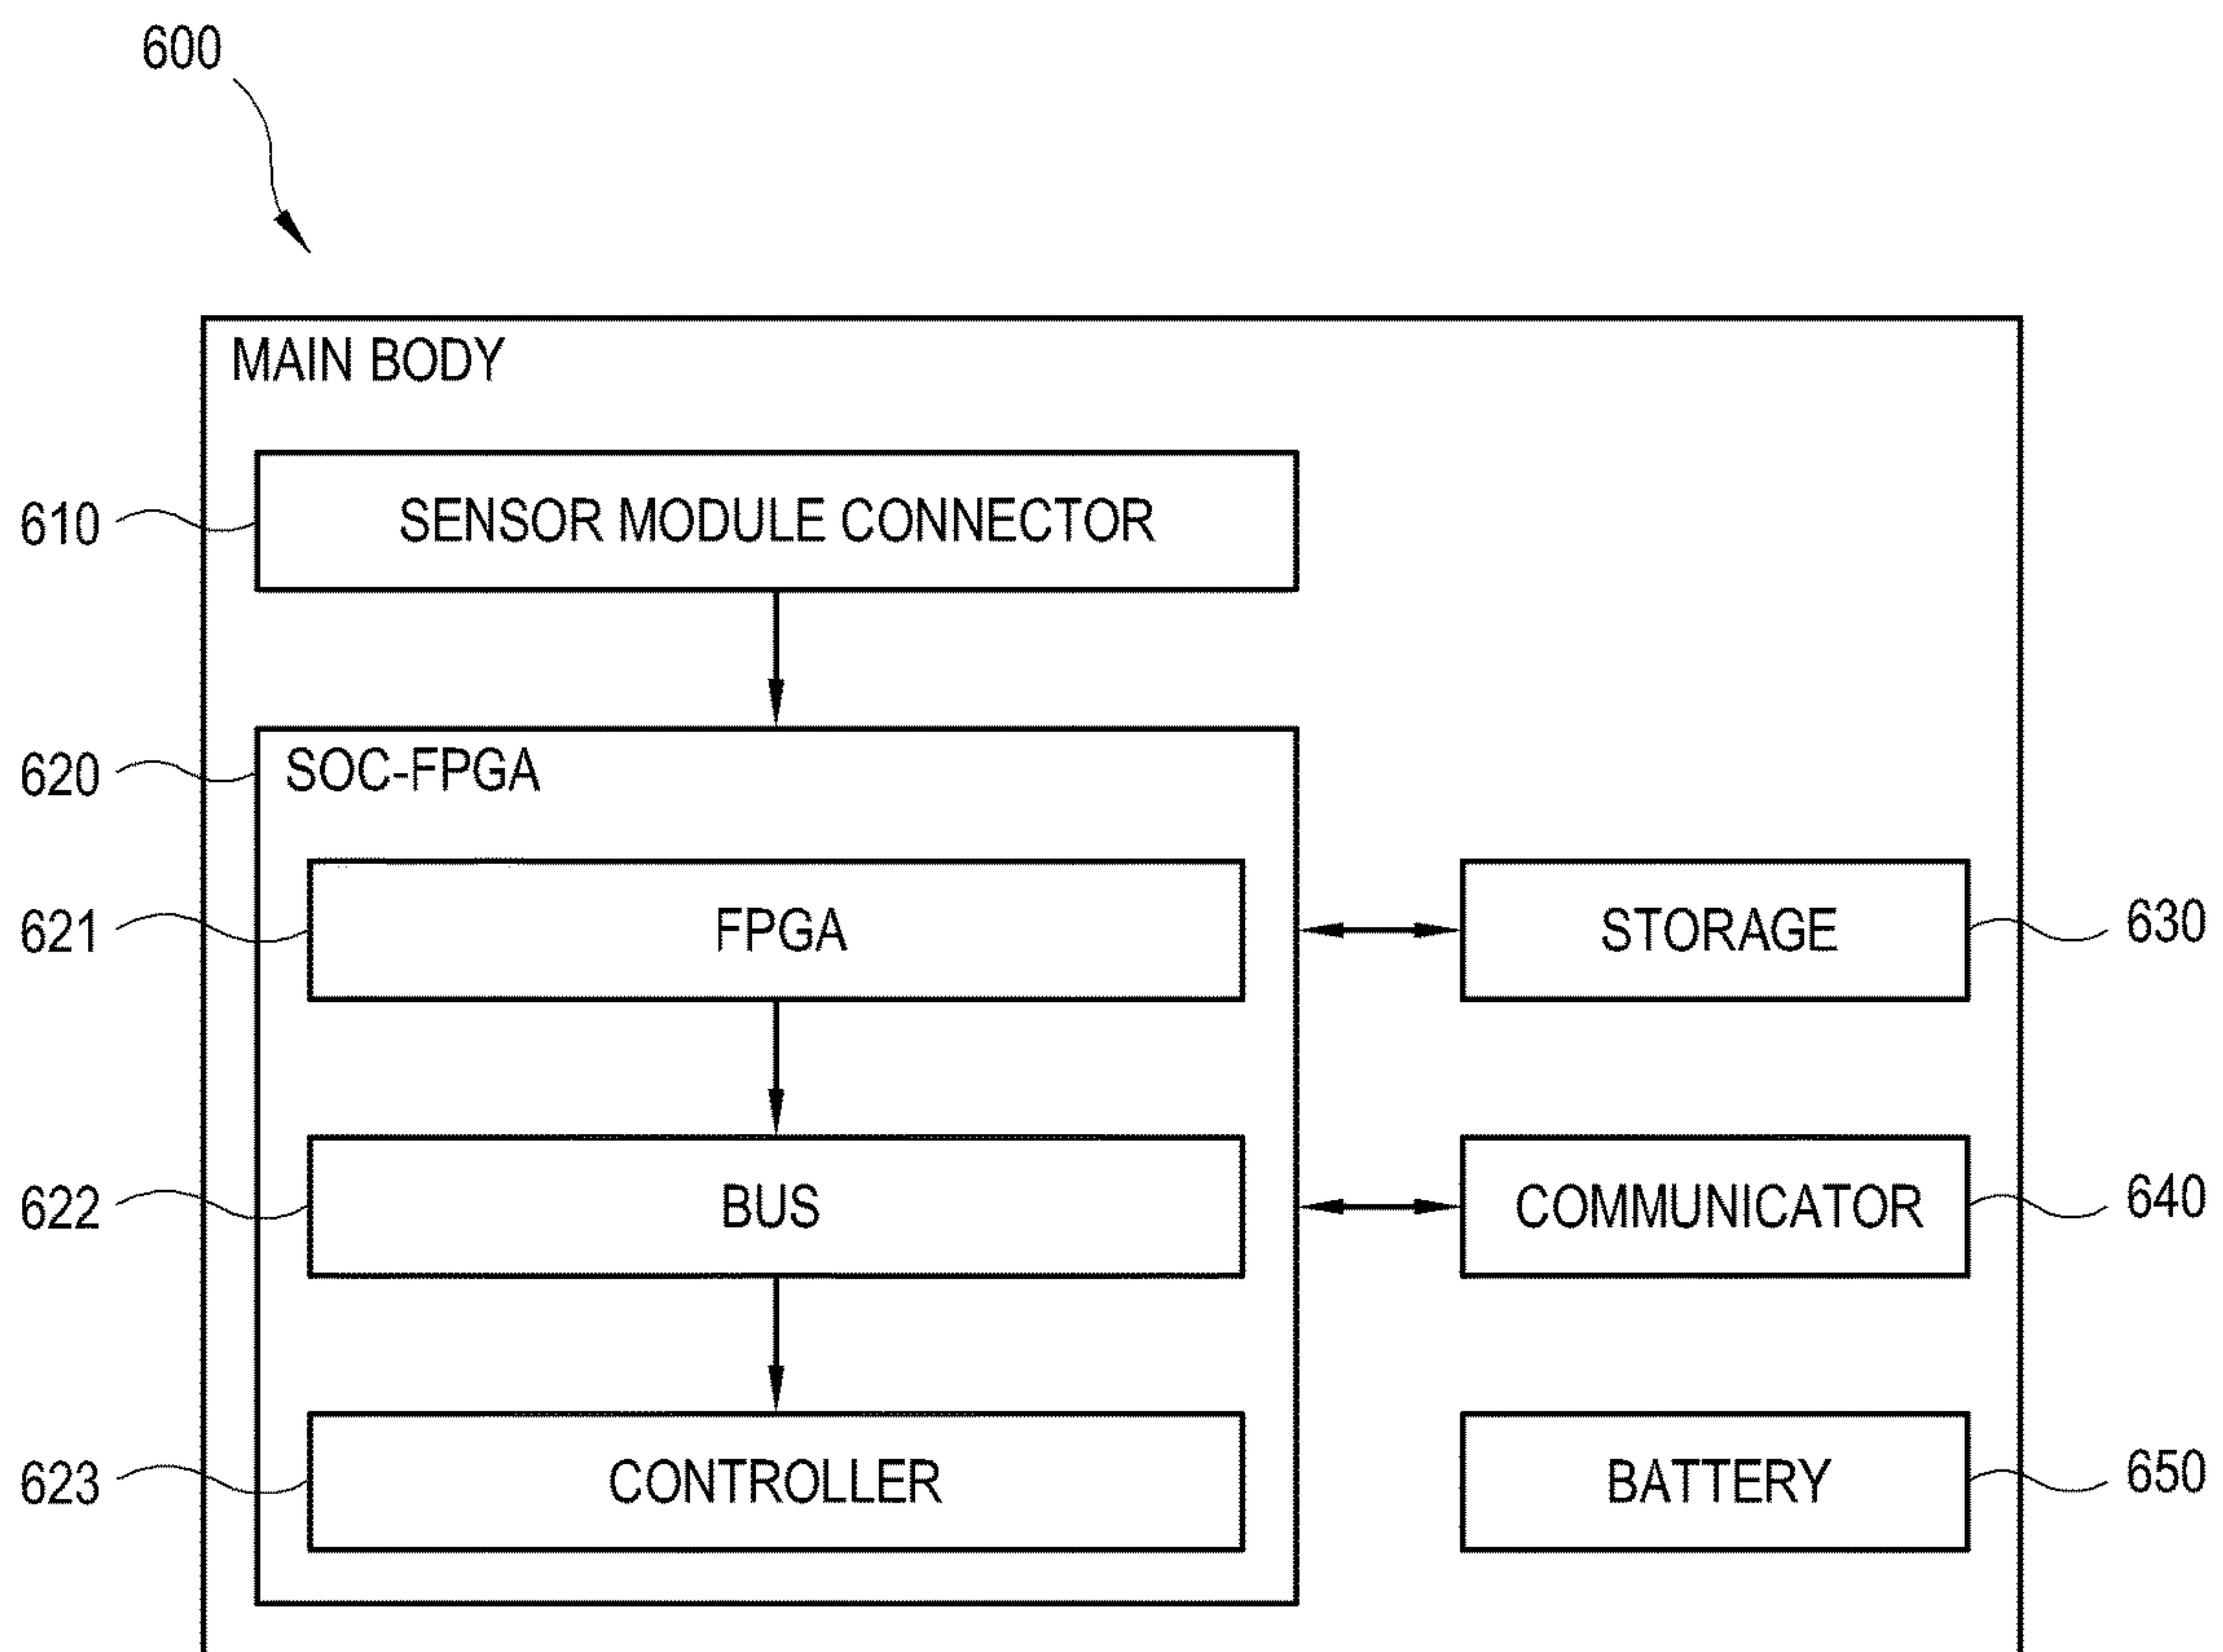 600
MAIN BODY
610
SENSOR MODULE CONNECTOR
620
SOC-FPGA
621
FPGA
STORAGE
630
622
BUS
COMMUNICATOR
640
623
CONTROLLER
BATTERY
650